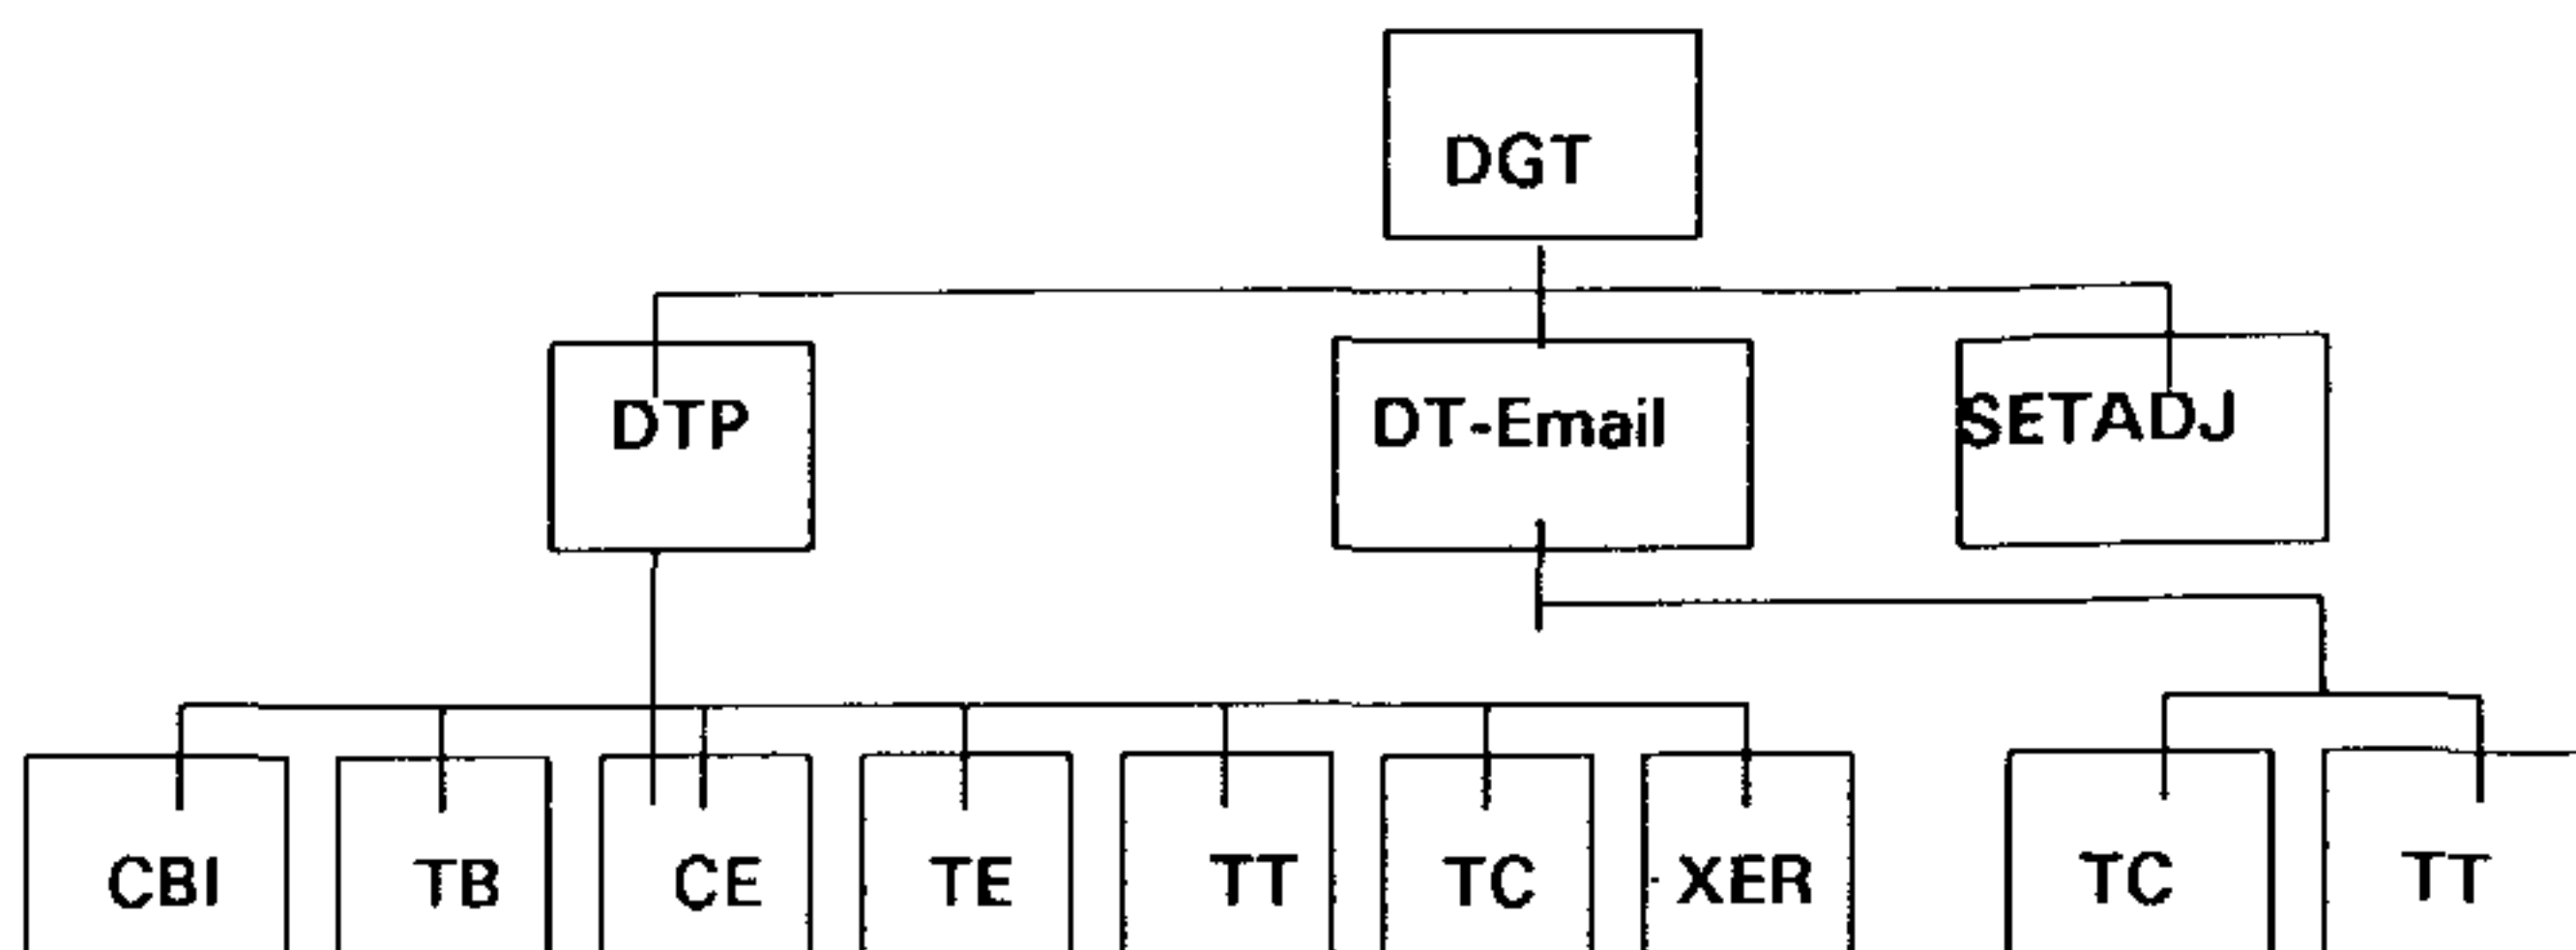 DGT
DTP DT-Email SETADJ
CBI TB CE TE TT TC XER TC TT